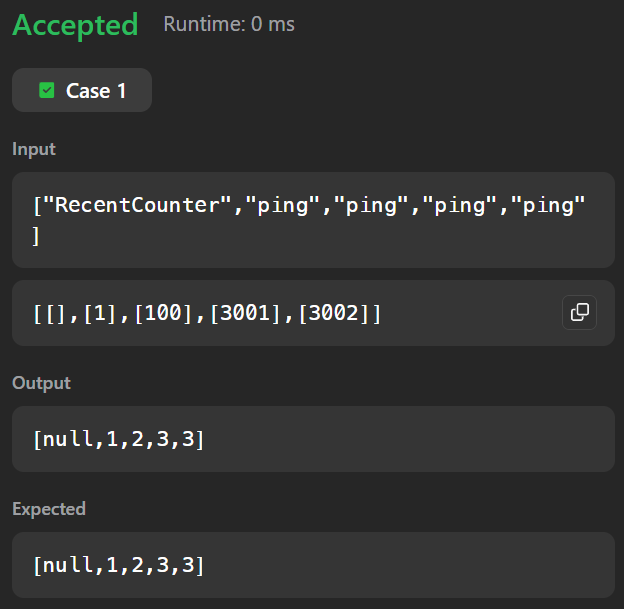 Accepted Runtime: 0 ms
Case 1
Input
["RecentCounter","ping","ping","ping","ping"
]
[[],[1],[100],[3001],[3002]]
Output
[null,1,2,3,3]
Expected
[null,1,2,3,3]